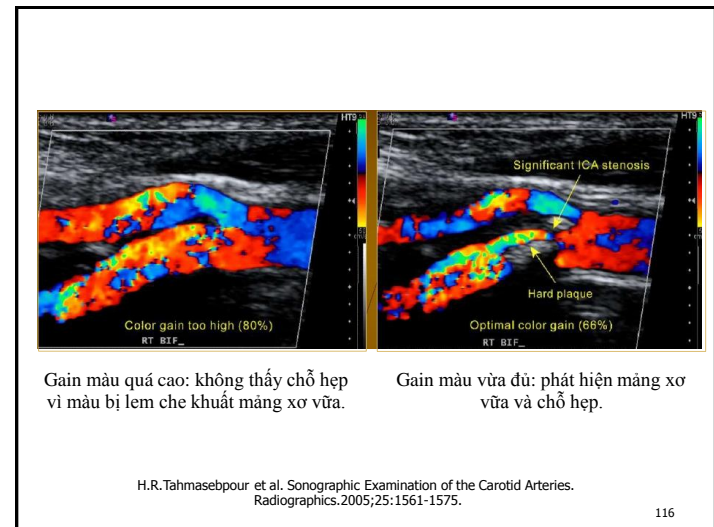 HT9
HT9
Significant ICA stenosis
Hard plaque
Color gain too high (80%)
RT BIF_
Optimal color gain (66%)
RT BIF_
Gain màu quá cao: không thấy chỗ hẹp
vì màu bị lem che khuất mảng xơ vữa.
Gain màu vừa đủ: phát hiện mảng xơ
vữa và chỗ hẹp.
H.R.Tahmasebpour et al. Sonographic Examination of the Carotid Arteries.
Radiographics.2005;25:1561-1575.
116